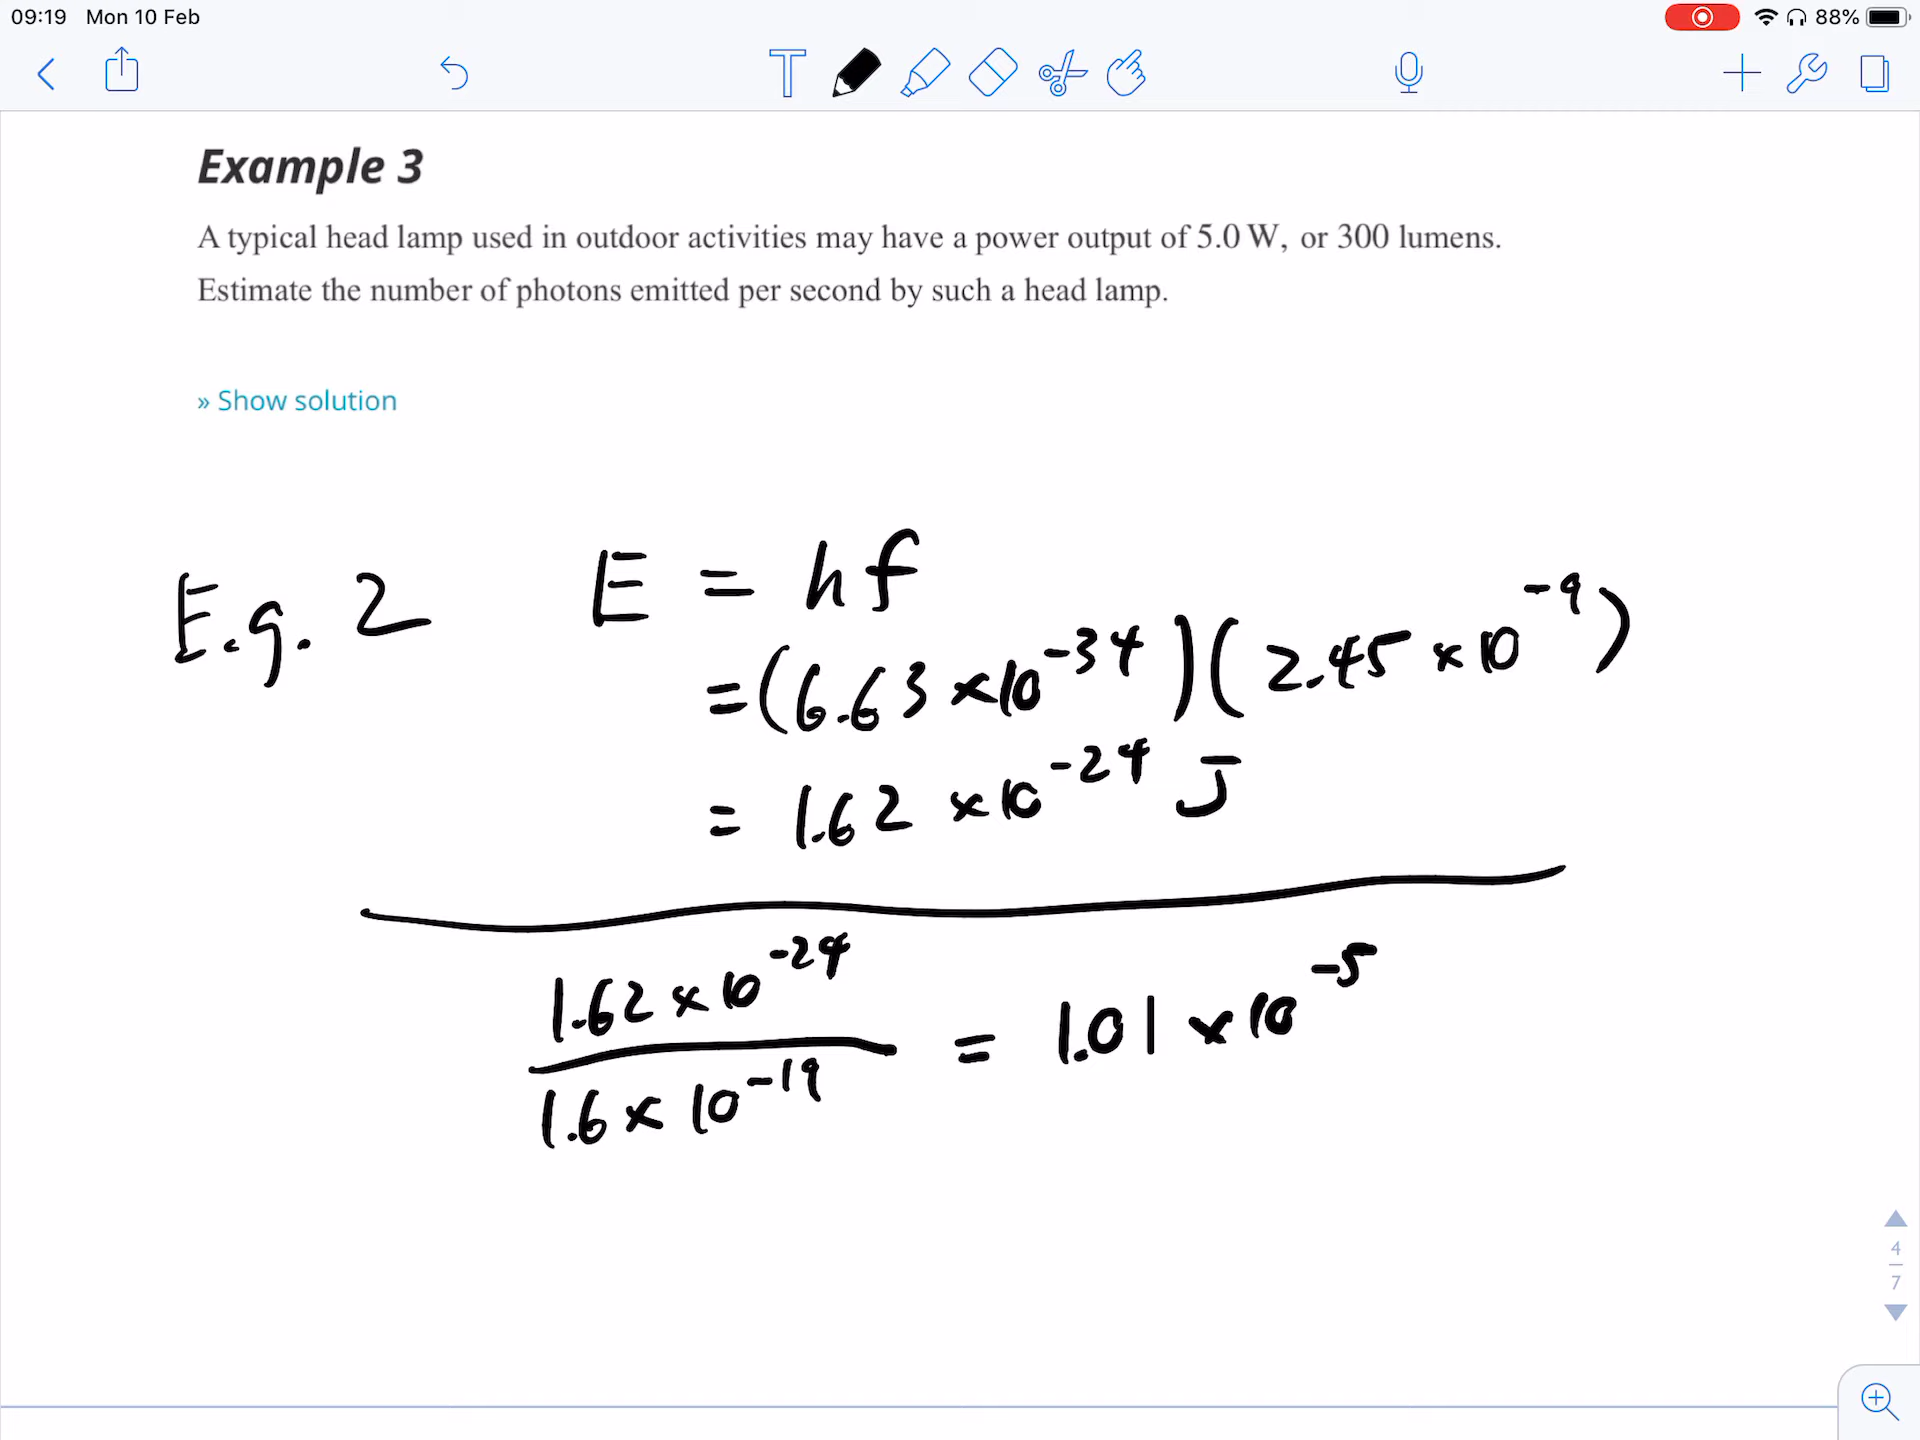 09:19 Mon 10 Feb 88%
T
Example 3
A typical head lamp used in outdoor activities may have a power output of 5.0 W, or 300 lumens.
Estimate the number of photons emitted per second by such a head lamp.
» Show solution
E.g. 2 E = hf
= (6.63 × 10⁻³⁴)(2.45 × 10⁻⁹)
= 1.62 × 10⁻²⁴ J
1.62 × 10⁻²⁴
= 1.01 × 10⁻⁵
1.6 × 10⁻¹⁹
4
7